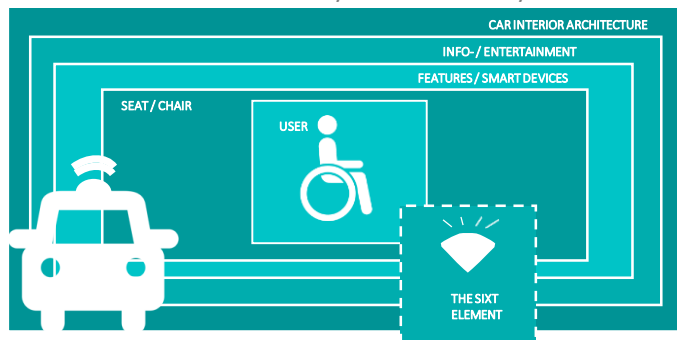 CAR INTERIOR ARCHITECTURE
INFO- / ENTERTAINMENT
FEATURES / SMART DEVICES
SEAT / CHAIR
USER
THE SIXT
ELEMENT